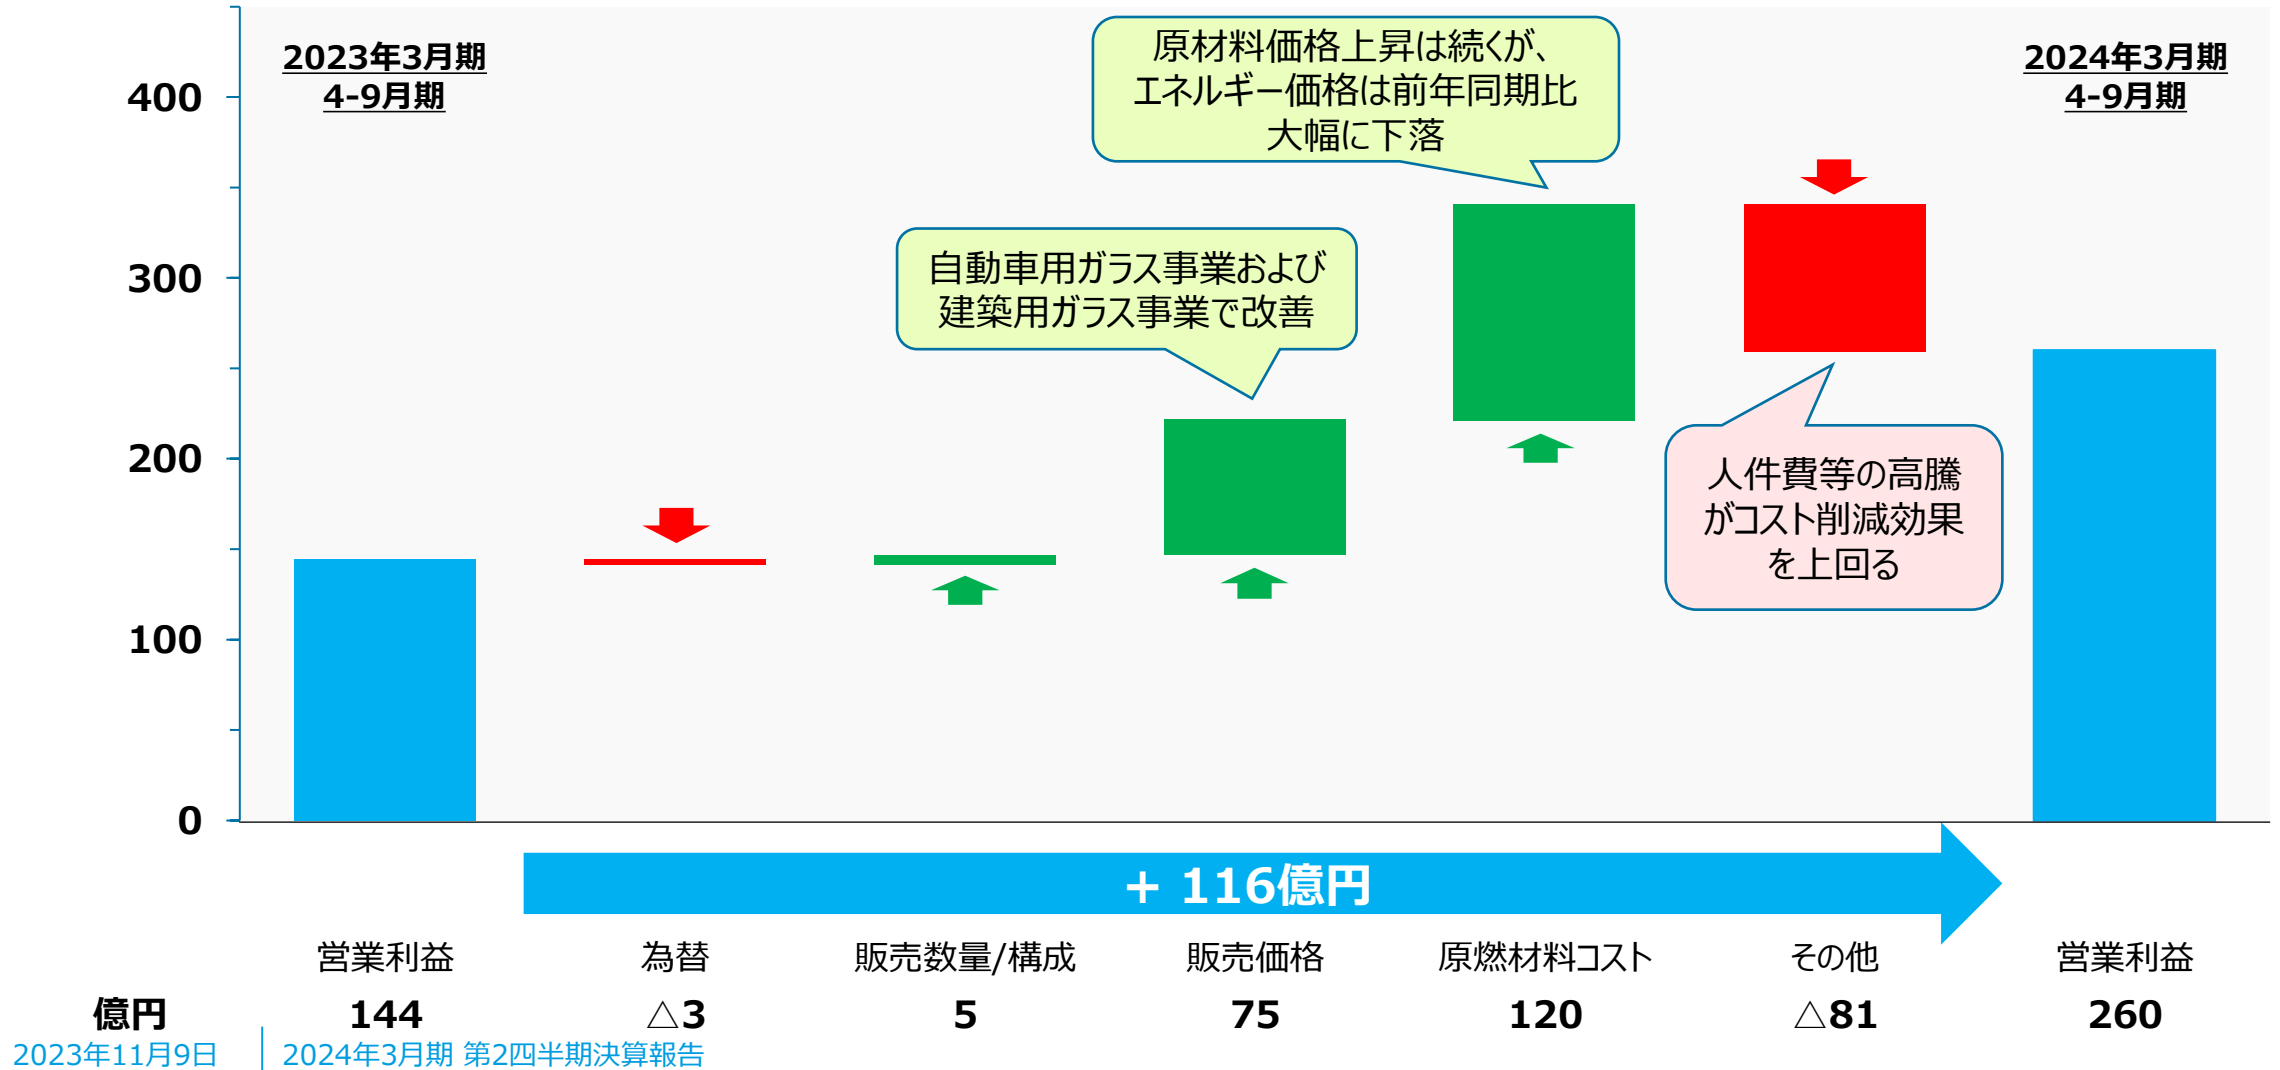 2023年3月期
4-9月期
原材料価格上昇は続くが、
エネルギー価格は前年同期比
大幅に下落
2024年3月期
4-9月期
400
自動車用ガラス事業および
建築用ガラス事業で改善
300
200
人件費等の高騰
がコスト削減効果
を上回る
100
0
+ 116億円
営業利益 為替 販売数量/構成 販売価格 原燃材料コスト その他 営業利益
億円 144 △3 5 75 120 △81 260
2023年11月9日 2024年3月期 第2四半期決算報告